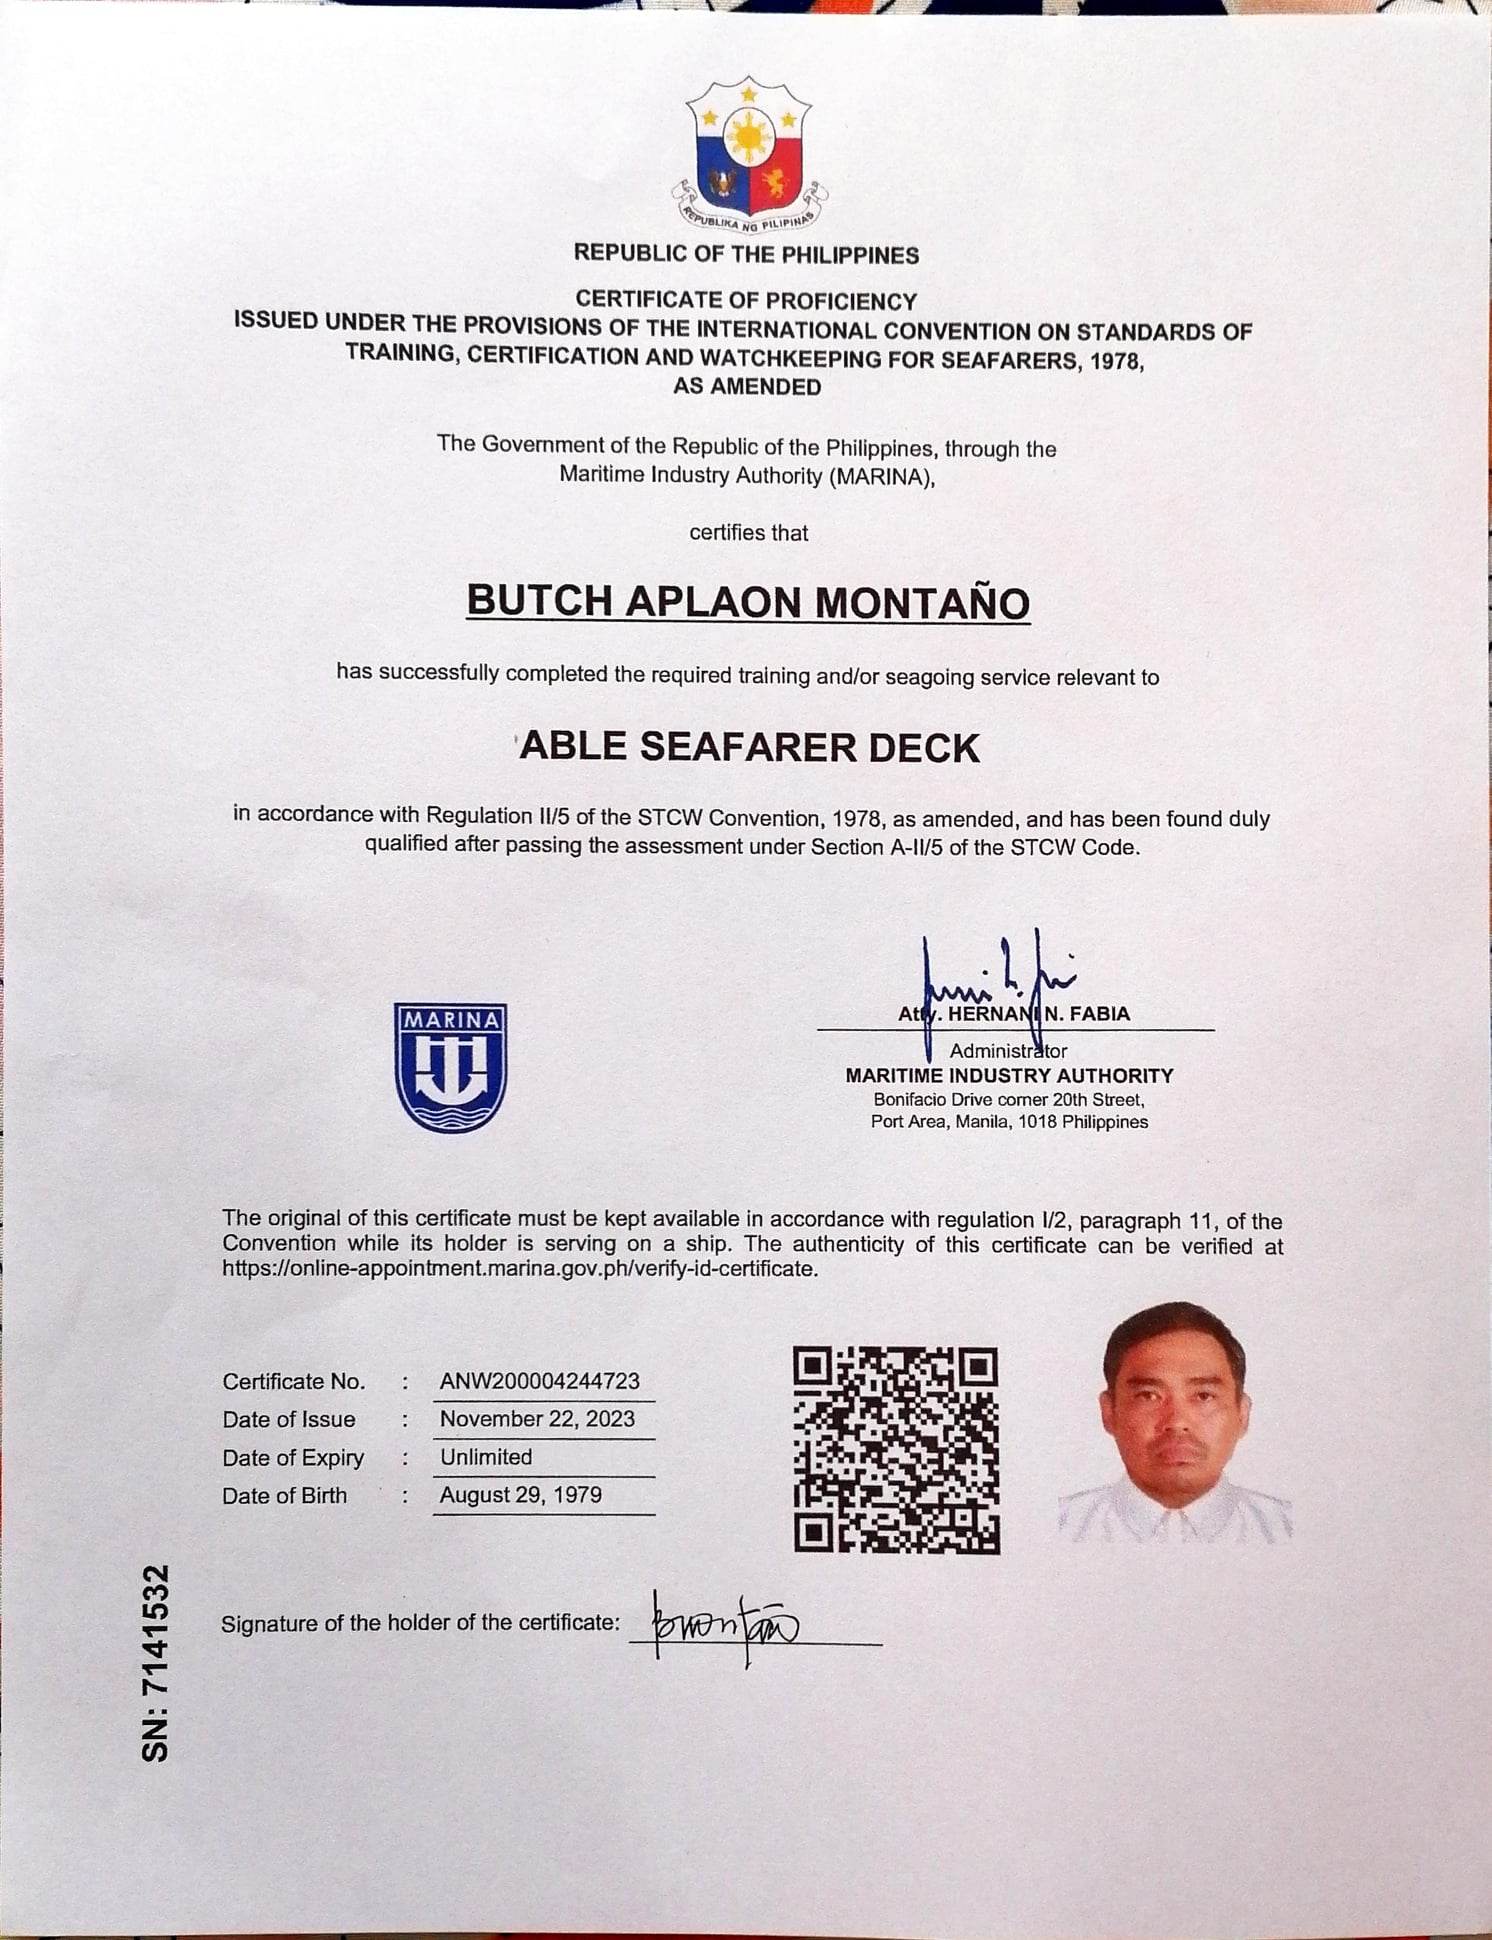 REPUBLIKA NG PILIPINAS
REPUBLIC OF THE PHILIPPINES
CERTIFICATE OF PROFICIENCY
ISSUED UNDER THE PROVISIONS OF THE INTERNATIONAL CONVENTION ON STANDARDS OF
TRAINING, CERTIFICATION AND WATCHKEEPING FOR SEAFARERS, 1978,
AS AMENDED
The Government of the Republic of the Philippines, through the
Maritime Industry Authority (MARINA),
certifies that
BUTCH APLAON MONTAÑO
has successfully completed the required training and/or seagoing service relevant to
ABLE SEAFARER DECK
in accordance with Regulation II/5 of the STCW Convention, 1978, as amended, and has been found duly
qualified after passing the assessment under Section A-II/5 of the STCW Code.
MARINA
Atty. HERNANI N. FABIA
Administrator
MARITIME INDUSTRY AUTHORITY
Bonifacio Drive corner 20th Street,
Port Area, Manila, 1018 Philippines
The original of this certificate must be kept available in accordance with regulation I/2, paragraph 11, of the
Convention while its holder is serving on a ship. The authenticity of this certificate can be verified at
https://online-appointment.marina.gov.ph/verify-id-certificate.
Certificate No. : ANW200004244723
Date of Issue : November 22, 2023
Date of Expiry : Unlimited
Date of Birth : August 29, 1979
Signature of the holder of the certificate: bmontaño
SN: 7141532